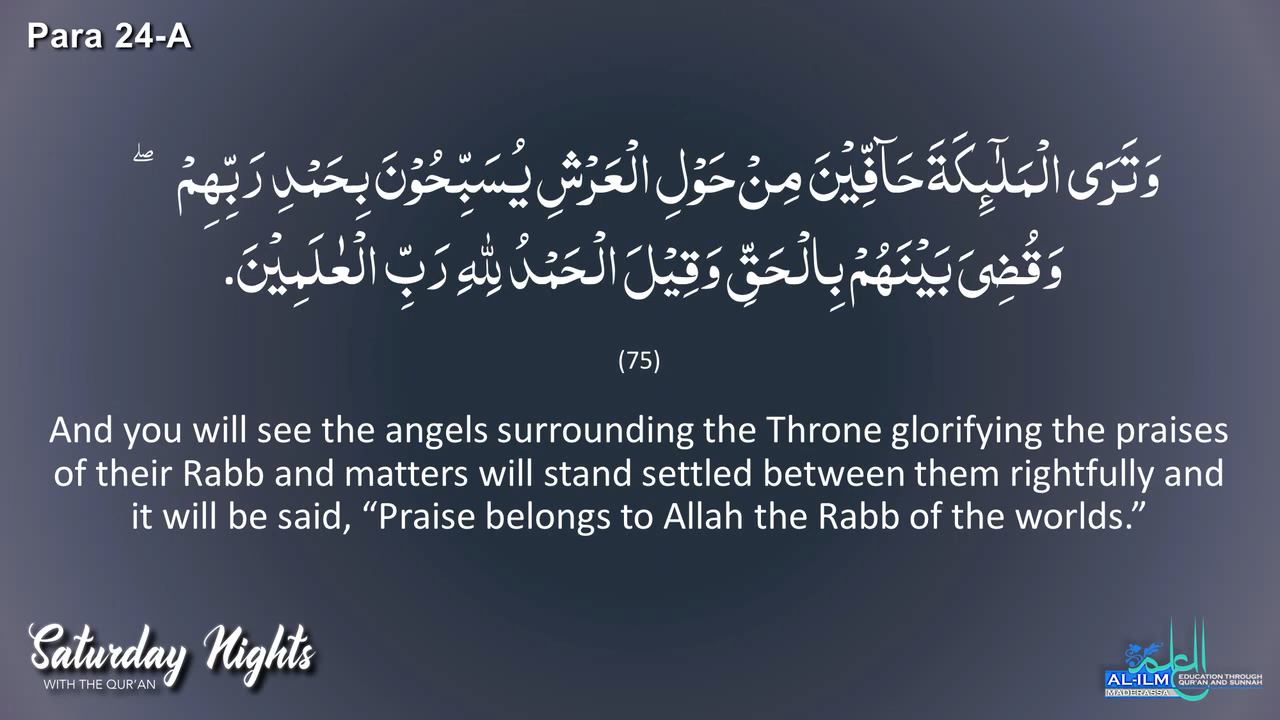 Para 24-A
وَتَرَى الْمَلٰٓئِكَةَ حَآفِّيْنَ مِنْ حَوْلِ الْعَرْشِ يُسَبِّحُوْنَ بِحَمْدِ رَبِّهِمْ ۖ
وَقُضِىَ بَيْنَهُمْ بِالْحَقِّ وَقِيْلَ الْحَمْدُ لِلّٰهِ رَبِّ الْعٰلَمِيْنَ.
(75)
And you will see the angels surrounding the Throne glorifying the praises
of their Rabb and matters will stand settled between them rightfully and
it will be said, “Praise belongs to Allah the Rabb of the worlds.”
Saturday Nights
WITH THE QUR’AN
العلم
AL-ILM
MADERASSA
EDUCATION THROUGH
QUR’AN AND SUNNAH